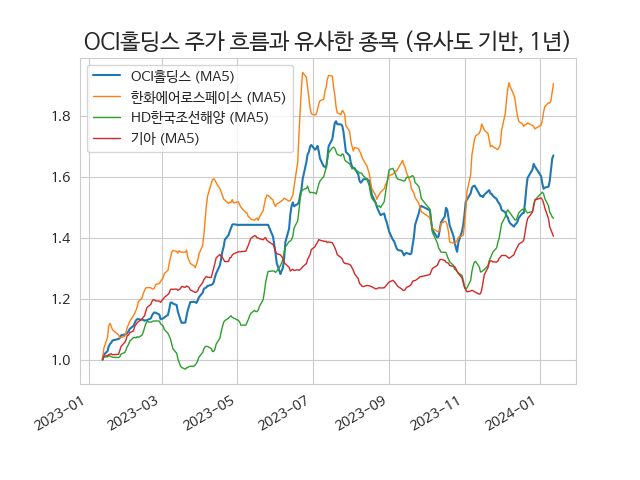 OCI홀딩스 주가 흐름과 유사한 종목 (유사도 기반, 1년)
OCI홀딩스 (MA5)
한화에어로스페이스 (MA5)
HD한국조선해양 (MA5)
기아 (MA5)
1.8
1.6
1.4
1.2
1.0
2023-01
2023-03
2023-05
2023-07
2023-09
2023-11
2024-01